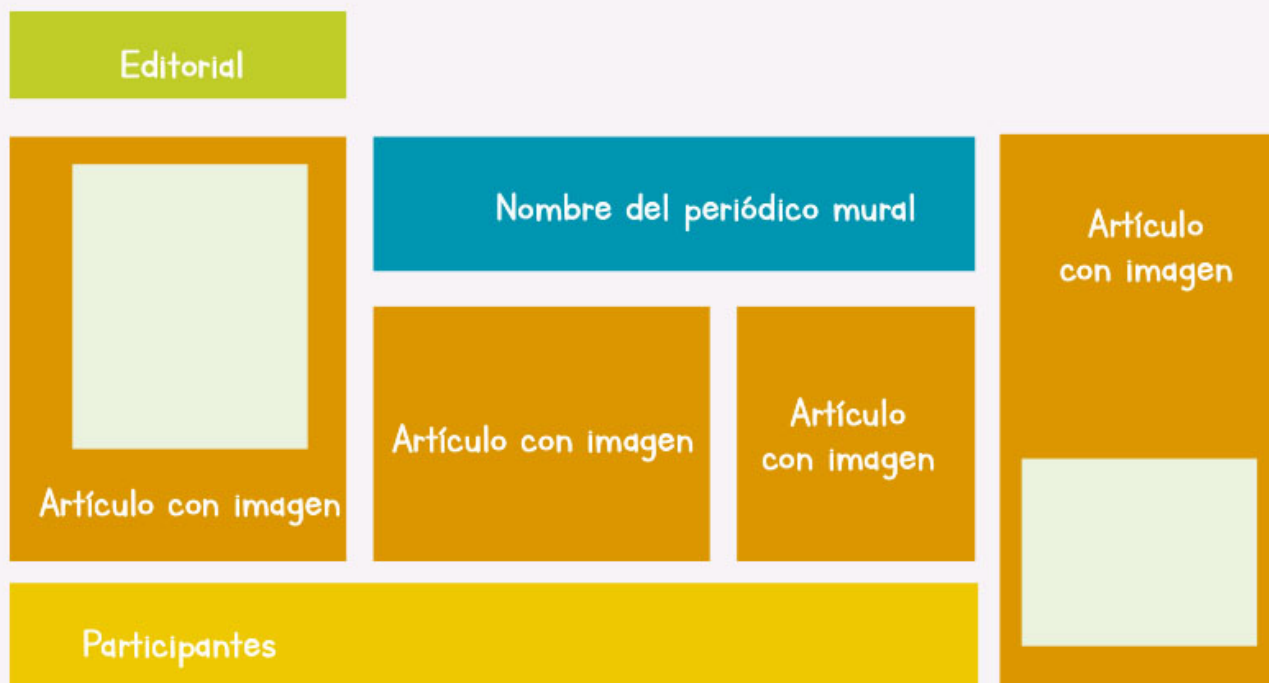 Editorial
Nombre del periódico mural
Artículo
con imagen
Artículo con imagen
Artículo con imagen
Artículo
con imagen
Participantes